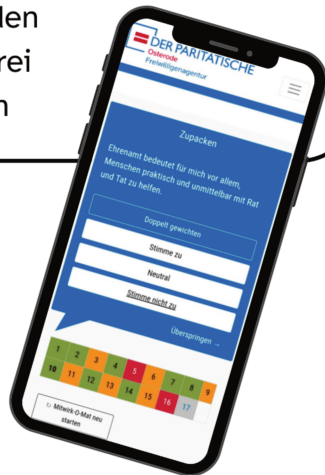 den
rei
n
DER PARITÄTISCHE
Osterode
Freiwilligenagentur
Zupacken
Ehrenamt bedeutet für mich vor allem,
Menschen praktisch und unmittelbar mit Rat
und Tat zu helfen.
Doppelt gewichten
Stimme zu
Neutral
Stimme nicht zu
Überspringen →
1 2 3 4 5 6 7 8 9
10 11 12 13 14 15 16 17
↻ Mitwirk-O-Mat neu
starten